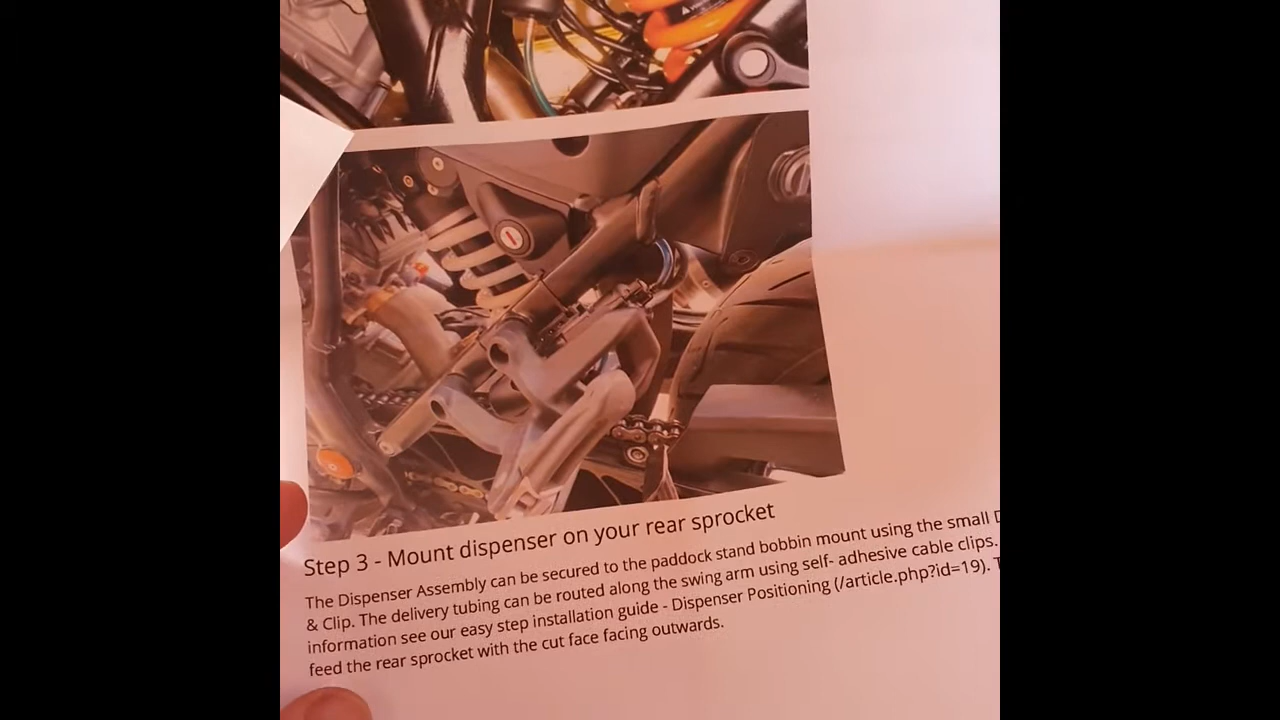 Step 3 - Mount dispenser on your rear sprocket
The Dispenser Assembly can be secured to the paddock stand bobbin mount using the small
& Clip. The delivery tubing can be routed along the swing arm using self- adhesive cable clips.
information see our easy step installation guide - Dispenser Positioning (/article.php?id=19).
feed the rear sprocket with the cut face facing outwards.